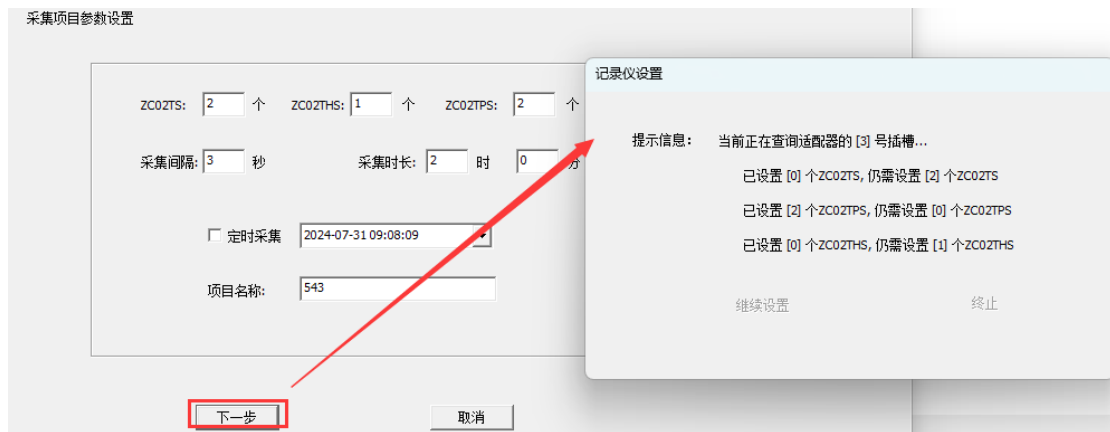 采集项目参数设置
ZC02TS: 2 个 ZC02THS: 1 个 ZC02TPS: 2 个
采集间隔: 3 秒 采集时长: 2 时 0 分
定时采集 2024-07-31 09:08:09
项目名称: 543
下一步 取消
记录仪设置
提示信息: 当前正在查询适配器的 [3] 号插槽...
已设置 [0] 个ZC02TS, 仍需设置 [2] 个ZC02TS
已设置 [2] 个ZC02TPS, 仍需设置 [0] 个ZC02TPS
已设置 [0] 个ZC02THS, 仍需设置 [1] 个ZC02THS
继续设置 终止